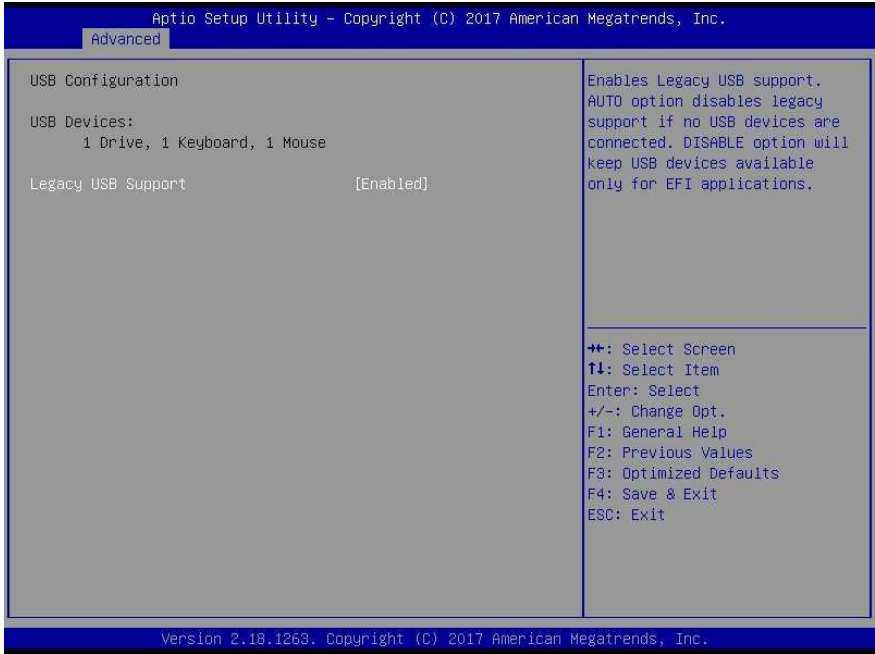 Aptio Setup Utility – Copyright (C) 2017 American Megatrends, Inc.
Advanced
USB Configuration
USB Devices:
1 Drive, 1 Keyboard, 1 Mouse
Legacy USB Support [Enabled]
Enables Legacy USB support.
AUTO option disables legacy
support if no USB devices are
connected. DISABLE option will
keep USB devices available
only for EFI applications.
→←: Select Screen
↑↓: Select Item
Enter: Select
+/-: Change Opt.
F1: General Help
F2: Previous Values
F3: Optimized Defaults
F4: Save & Exit
ESC: Exit
Version 2.18.1263. Copyright (C) 2017 American Megatrends, Inc.